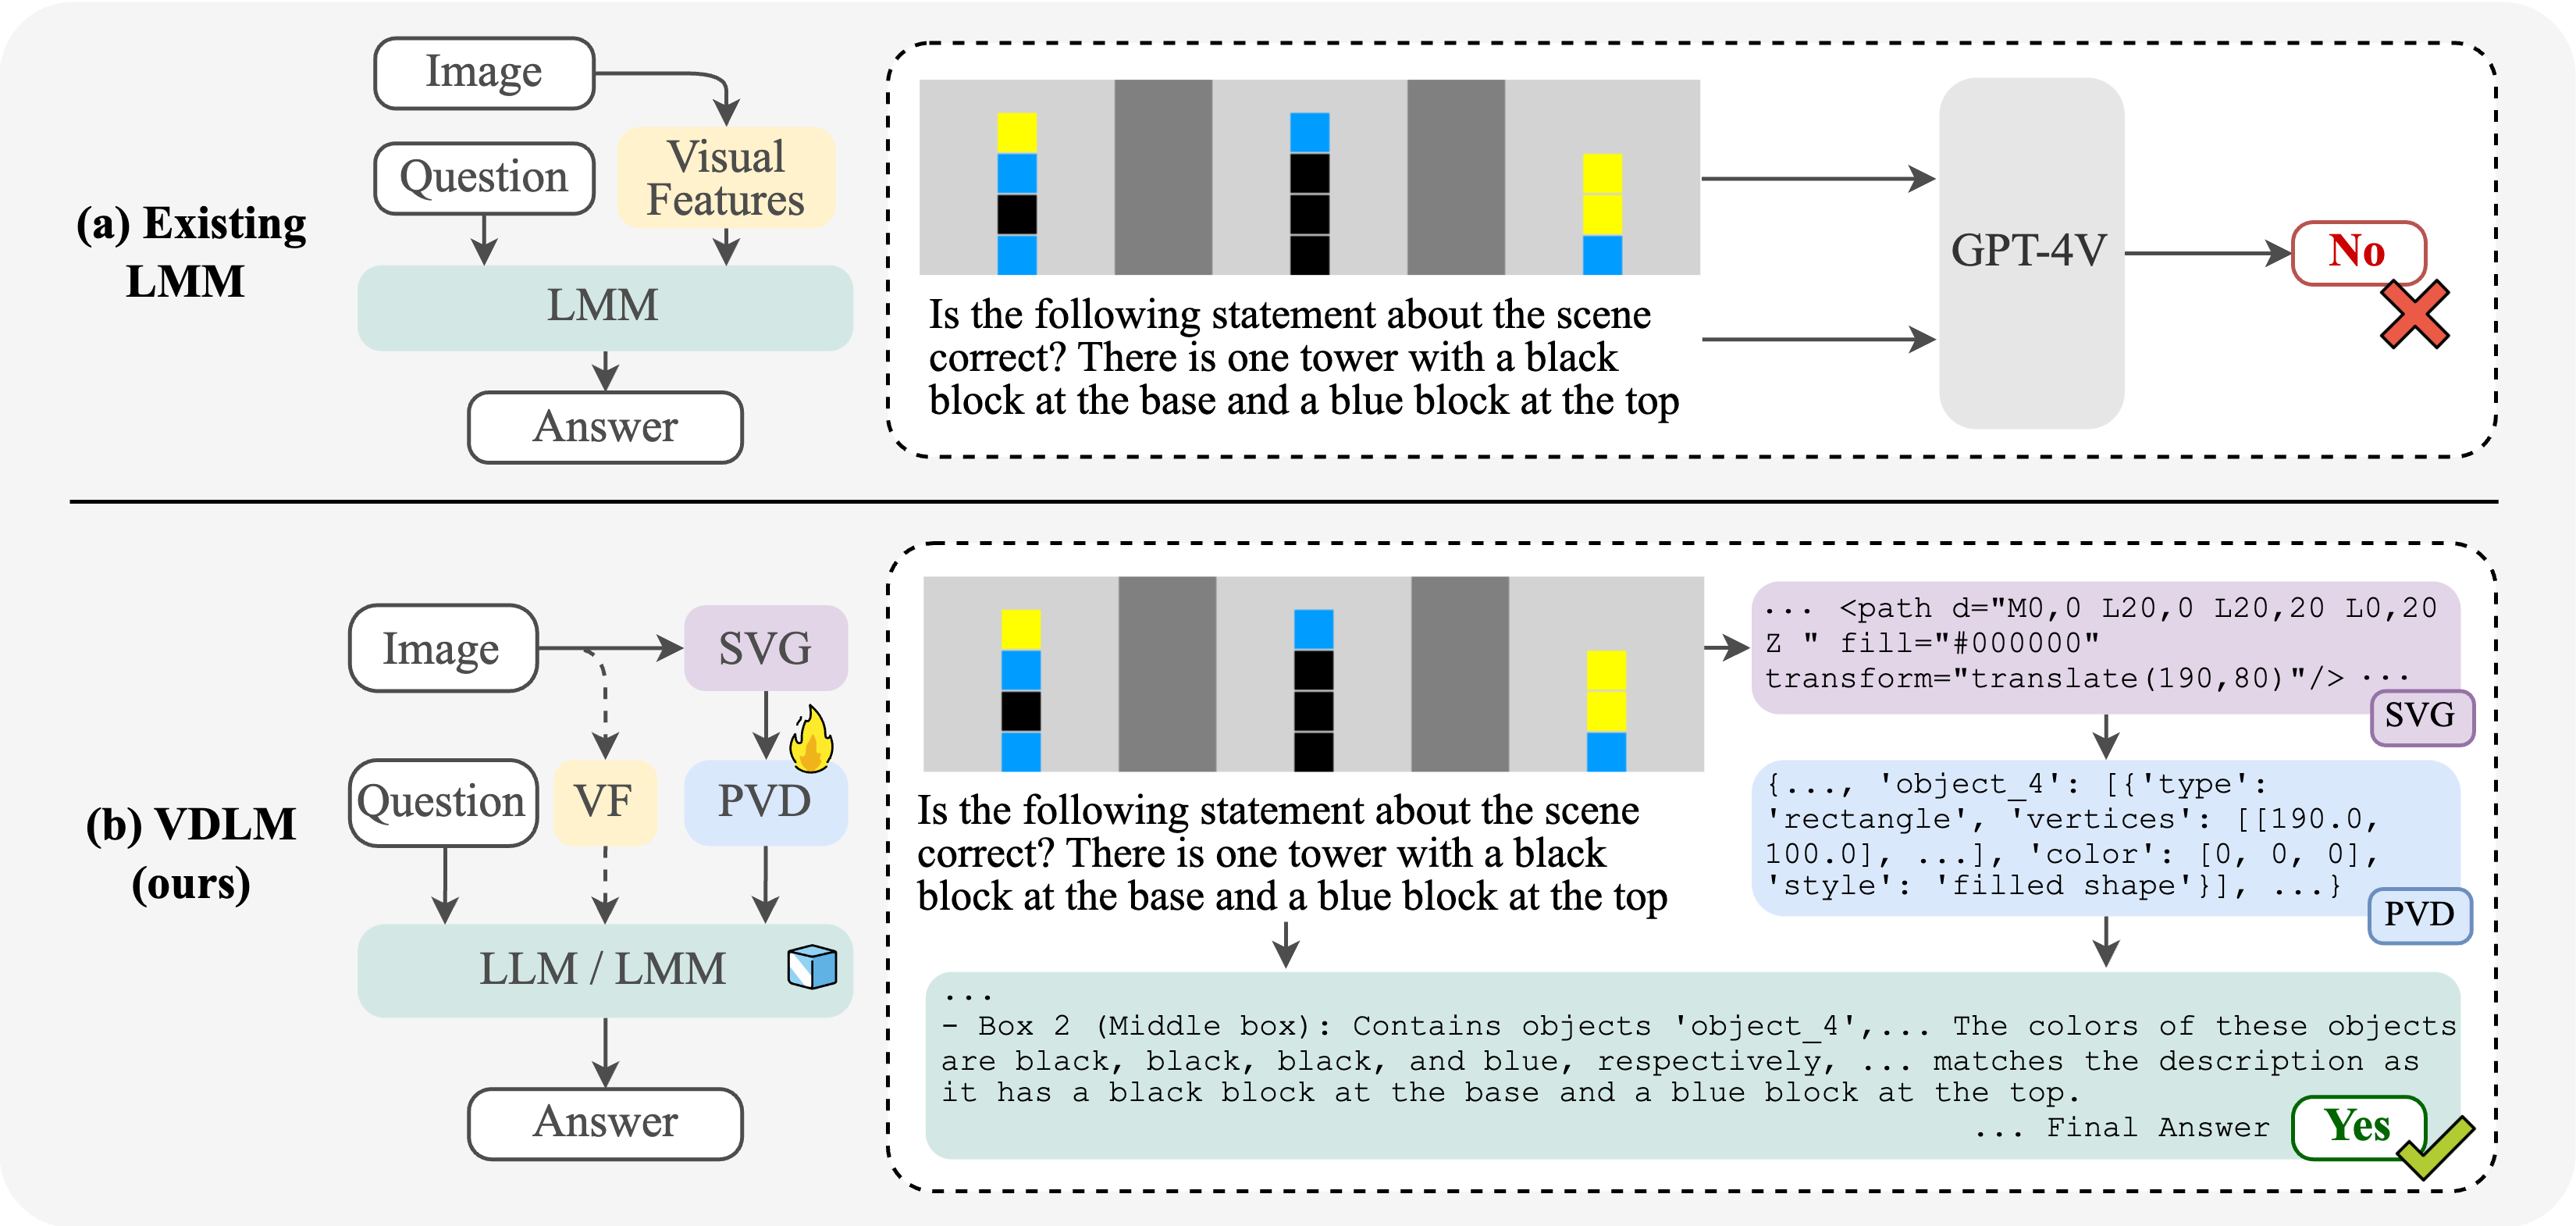 (a) Existing
LMM
Image
Question
Visual
Features
LMM
Answer
Is the following statement about the scene
correct? There is one tower with a black
block at the base and a blue block at the top
GPT-4V
No
(b) VDLM
(ours)
Image
SVG
Question
VF
PVD
LLM / LMM
Answer
Is the following statement about the scene
correct? There is one tower with a black
block at the base and a blue block at the top
... <path d="M0,0 L20,0 L20,20 L0,20
Z " fill="#000000"
transform="translate(190,80)"/> ...
SVG
{..., 'object_4': [{'type':
'rectangle', 'vertices': [[190.0,
100.0], ...], 'color': [0, 0, 0],
'style': 'filled shape'}], ...}
PVD
...
- Box 2 (Middle box): Contains objects 'object_4',... The colors of these objects
are black, black, black, and blue, respectively, ... matches the description as
it has a black block at the base and a blue block at the top.
... Final Answer
Yes